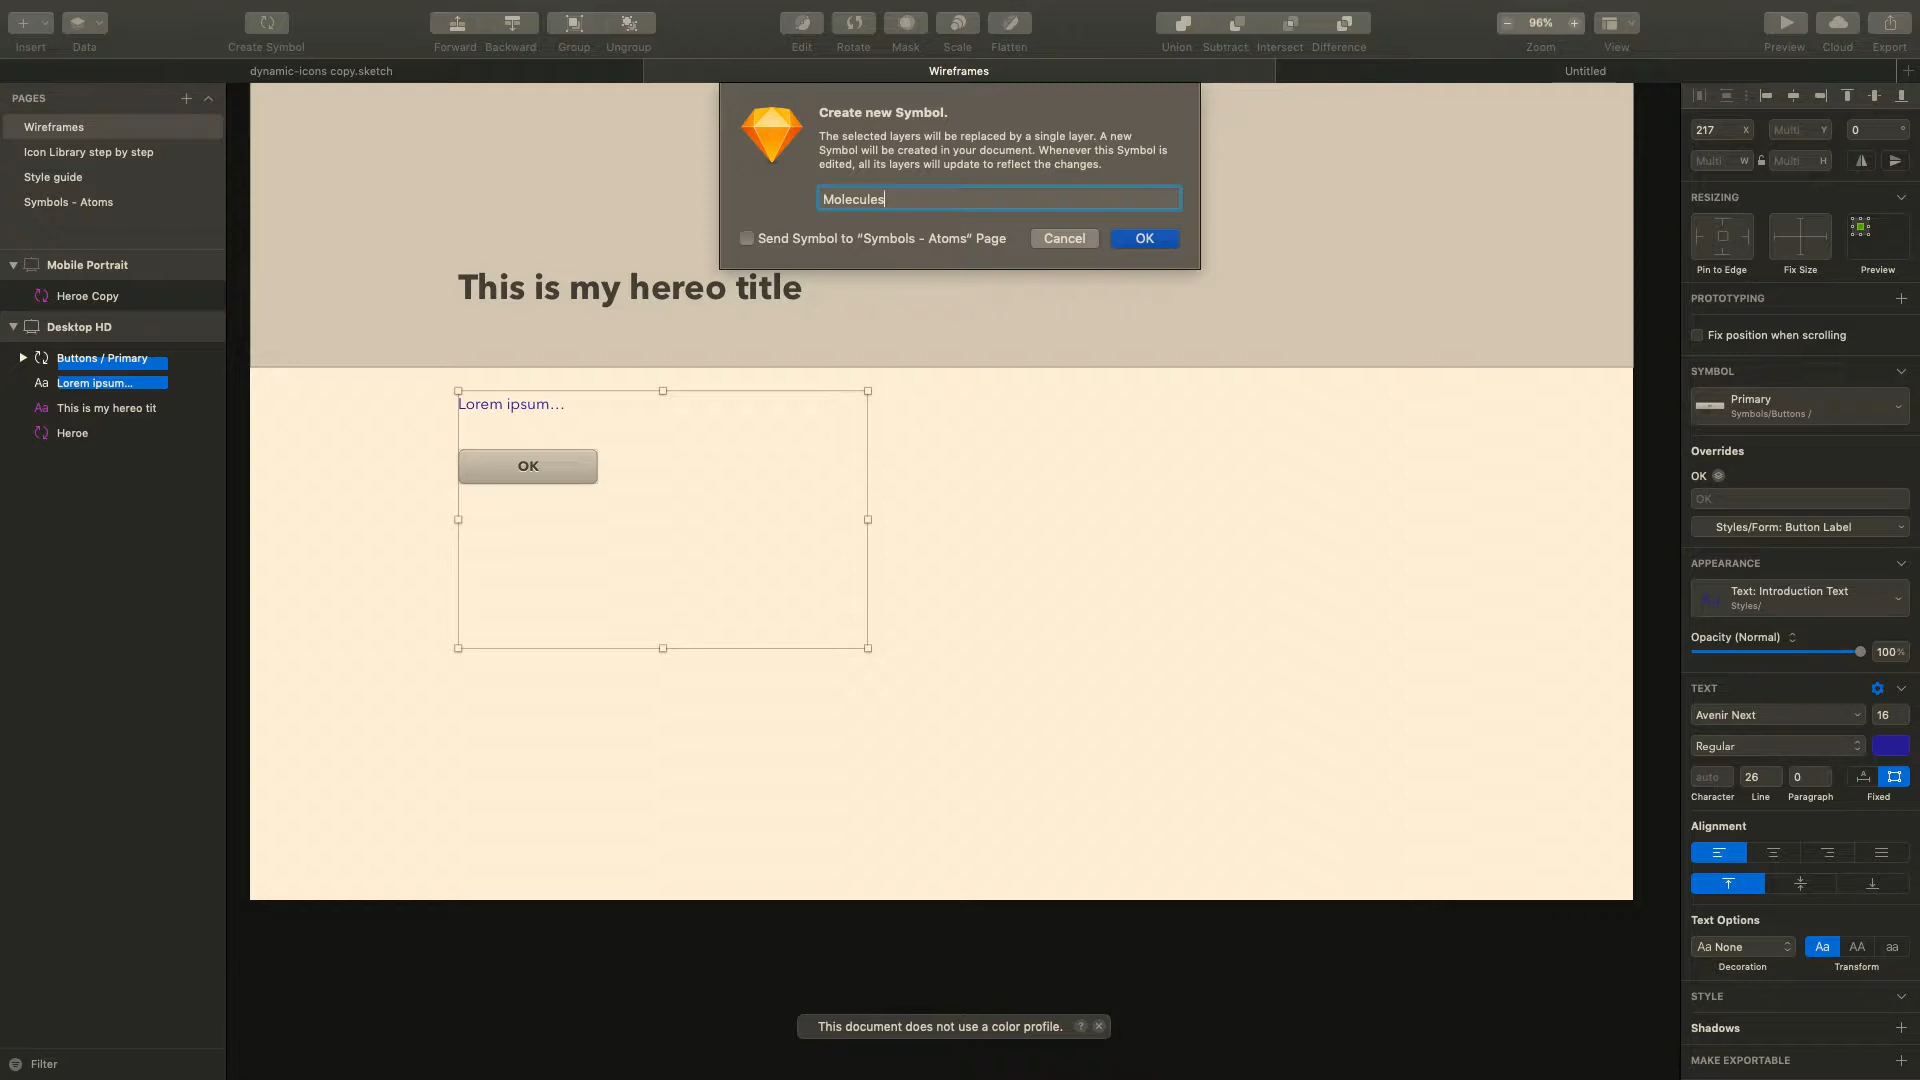 Insert
Data
Create Symbol
Forward
Backward
Group
Ungroup
Edit
Rotate
Mask
Scale
Flatten
Union
Subtract
Intersect
Difference
96%
Zoom
View
Preview
Cloud
Export
dynamic-icons copy.sketch
Wireframes
Untitled
PAGES
Wireframes
Icon Library step by step
Style guide
Symbols - Atoms
Mobile Portrait
Heroe Copy
Desktop HD
Buttons / Primary
Aa Lorem ipsum...
Aa This is my hereo tit
Heroe
Filter
Create new Symbol.
The selected layers will be replaced by a single layer. A new
Symbol will be created in your document. Whenever this Symbol is
edited, all its layers will update to reflect the changes.
Molecules
Send Symbol to “Symbols - Atoms” Page
Cancel
OK
This is my hereo title
Lorem ipsum...
OK
This document does not use a color profile. ?
217 X
Multi Y
0 °
Multi W
Multi H
RESIZING
Pin to Edge
Fix Size
Preview
PROTOTYPING
Fix position when scrolling
SYMBOL
Primary
Symbols/Buttons /
Overrides
OK
OK
Styles/Form: Button Label
APPEARANCE
Text: Introduction Text
Styles/
Opacity (Normal)
100%
TEXT
Avenir Next
16
Regular
auto
26
0
Character
Line
Paragraph
Fixed
Alignment
Text Options
Aa None
Aa
AA
aa
Decoration
Transform
STYLE
Shadows
MAKE EXPORTABLE